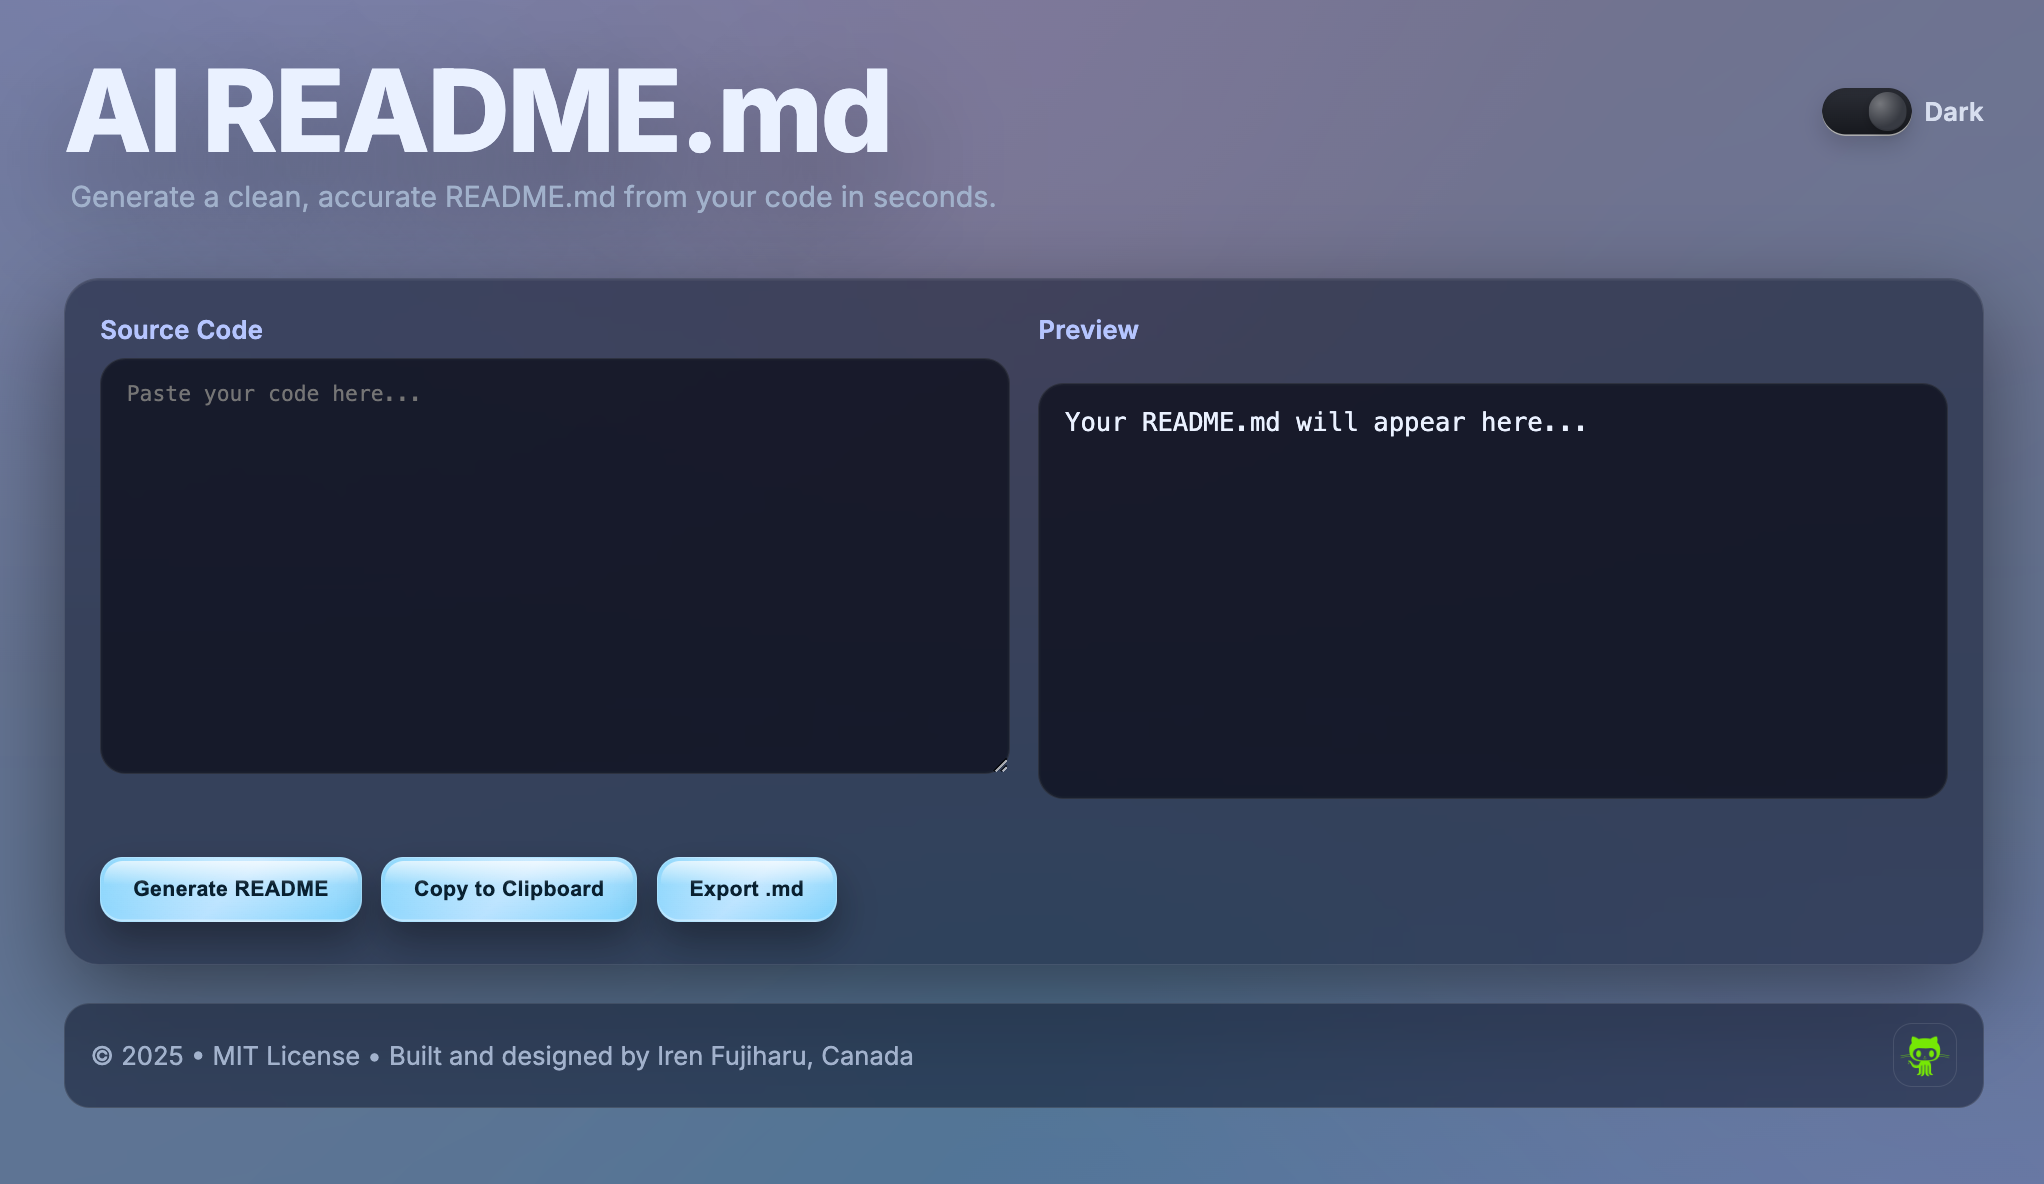 AI README.md
Dark
Generate a clean, accurate README.md from your code in seconds.
Source Code
Preview
Paste your code here...
Your README.md will appear here...
Generate README
Copy to Clipboard
Export .md
© 2025 • MIT License • Built and designed by Iren Fujiharu, Canada